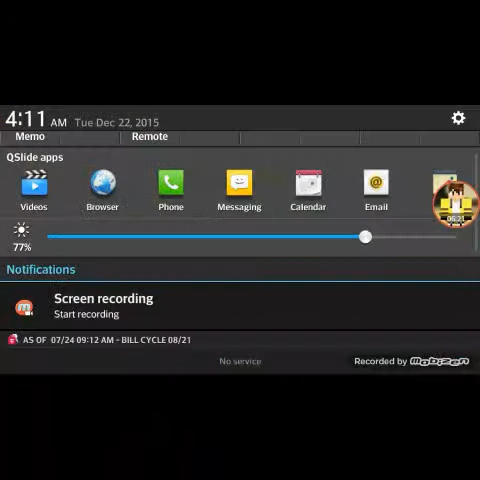 4:11 AM Tue Dec 22, 2015
Memo Remote
QSlide apps
Videos Browser Phone Messaging Calendar Email
06:21
77%
Notifications
Screen recording
Start recording
AS OF 07/24 09:12 AM - BILL CYCLE 08/21
No service
Recorded by Mobizen